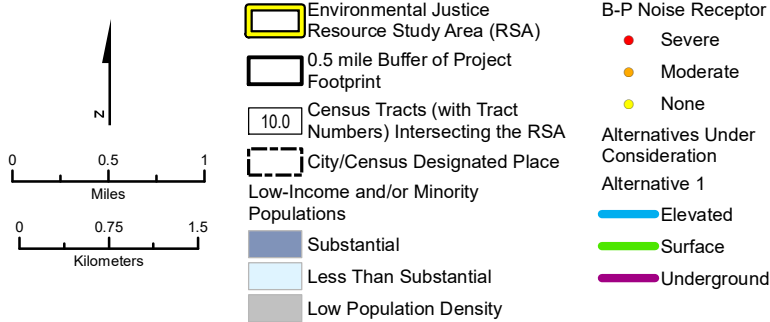 N
0 0.5 1
Miles
0 0.75 1.5
Kilometers
Environmental Justice
Resource Study Area (RSA)
0.5 mile Buffer of Project
Footprint
10.0
Census Tracts (with Tract
Numbers) Intersecting the RSA
City/Census Designated Place
Low-Income and/or Minority
Populations
Substantial
Less Than Substantial
Low Population Density
B-P Noise Receptor
Severe
Moderate
None
Alternatives Under
Consideration
Alternative 1
Elevated
Surface
Underground